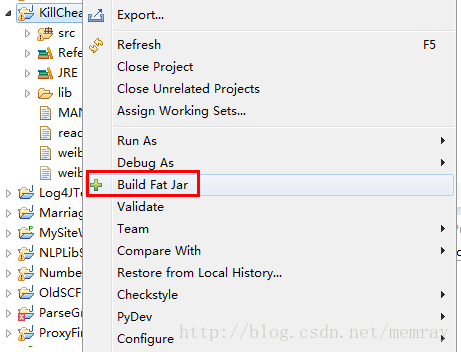 KillChea
src
Refe
JRE
lib
MAN
read
weib
weib
Log4JTe
Marriag
MySiteV
NLPLibS
Number
OldSCF
ParseGr
ProxyFir
Export...
Refresh F5
Close Project
Close Unrelated Projects
Assign Working Sets...
Run As
Debug As
Build Fat Jar
Validate
Team
Compare With
Restore from Local History...
Checkstyle
PyDev
Configure
http://blog.csdn.net/memray